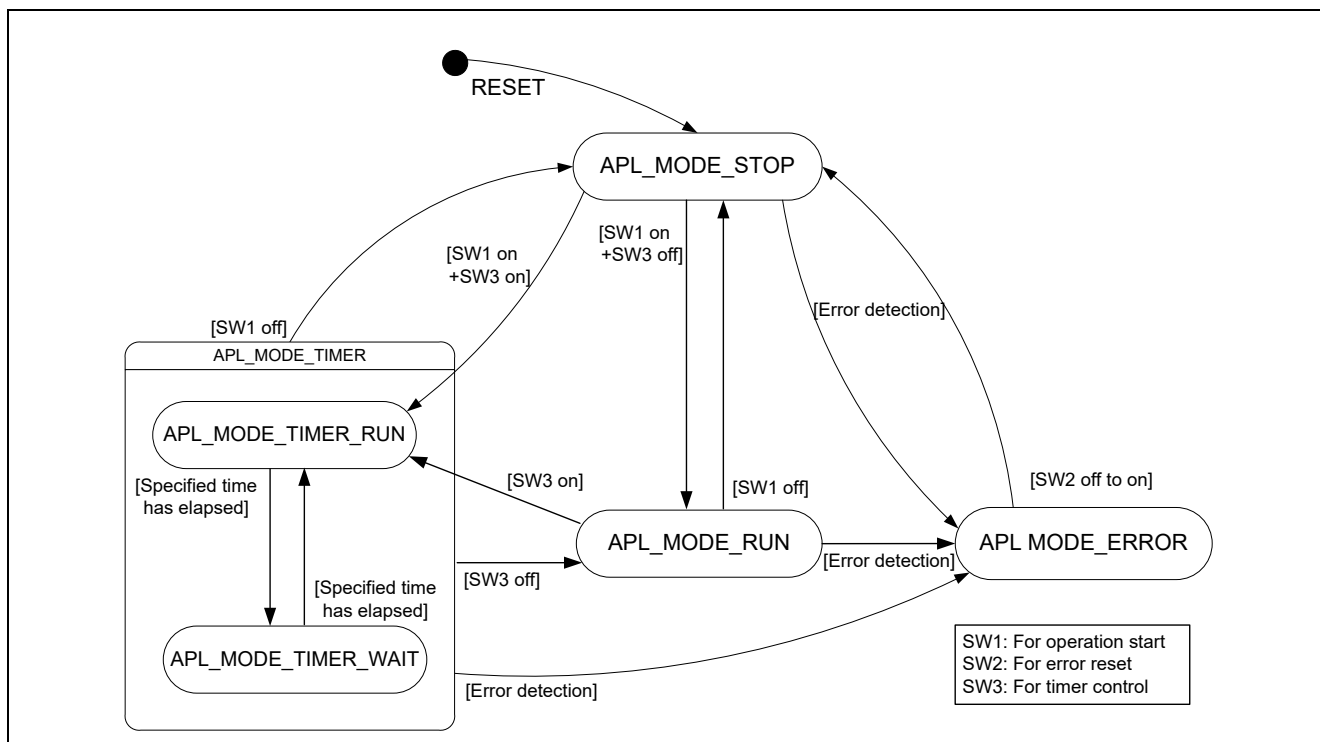 RESET
APL_MODE_STOP
[SW1 on
+SW3 on]
[SW1 on
+SW3 off]
[Error detection]
[SW1 off]
APL_MODE_TIMER
APL_MODE_TIMER_RUN
[Specified time
has elapsed]
[SW3 on]
[SW1 off]
[SW2 off to on]
APL_MODE_RUN
APL MODE_ERROR
[Error detection]
[SW3 off]
[Specified time
has elapsed]
APL_MODE_TIMER_WAIT
[Error detection]
SW1: For operation start
SW2: For error reset
SW3: For timer control